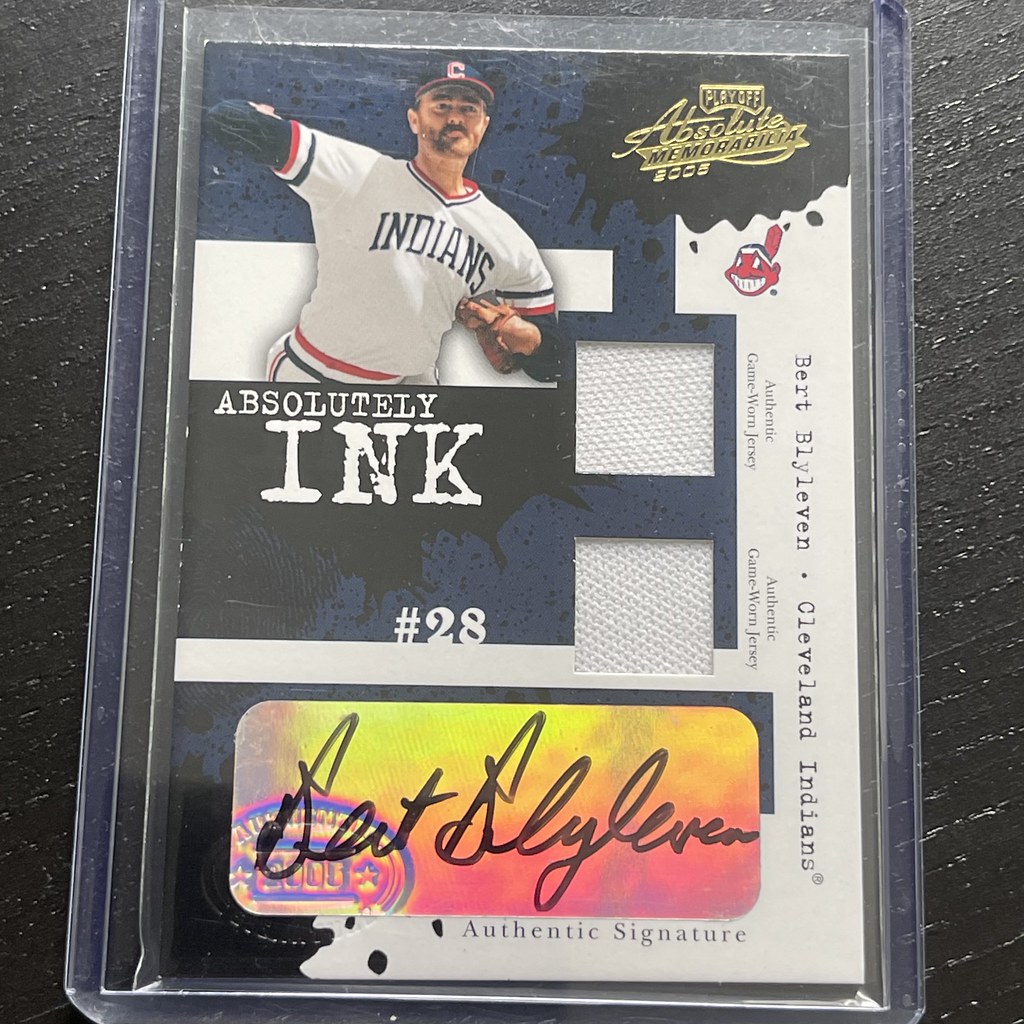 C
PLAYOFF
Absolute
MEMORABILIA
2005
INDIANS
ABSOLUTELY
INK
#28
Authentic
Game-Worn Jersey
Authentic
Game-Worn Jersey
Bert Blyleven • Cleveland Indians®
Bert Blyleven
2005
Authentic Signature